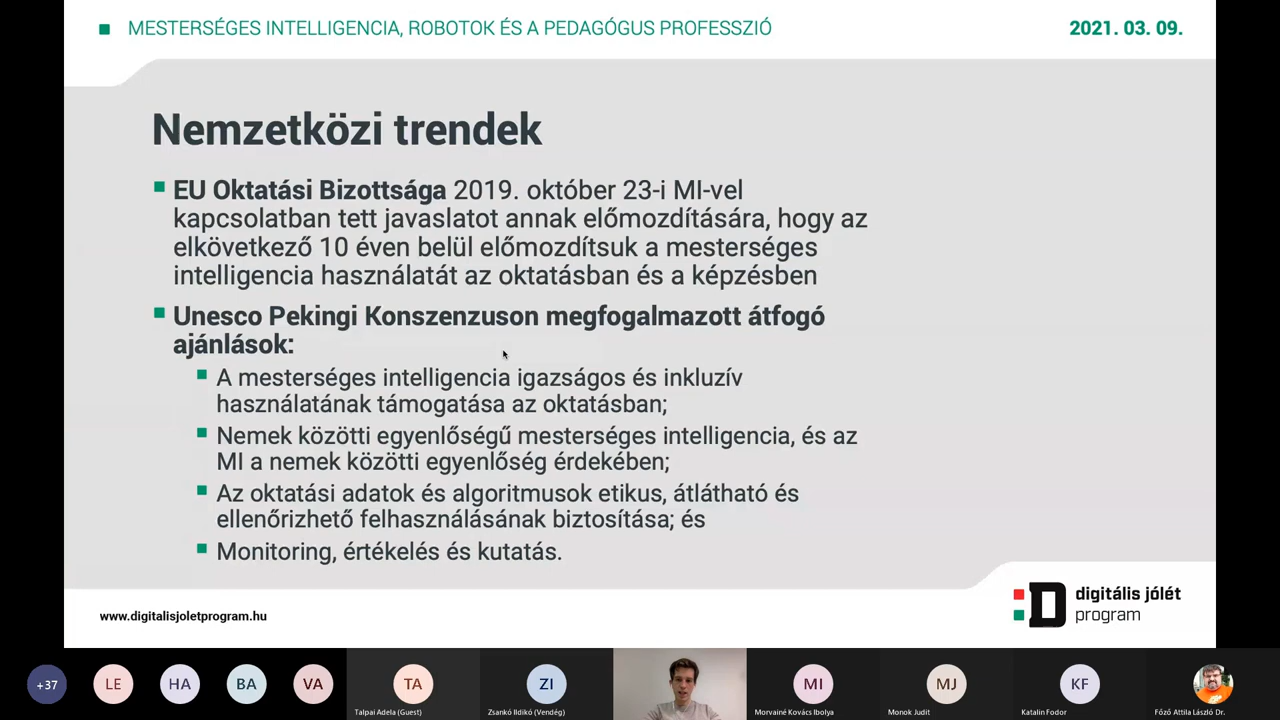 MESTERSÉGES INTELLIGENCIA, ROBOTOK ÉS A PEDAGÓGUS PROFESSZIÓ
2021. 03. 09.
Nemzetközi trendek
EU Oktatási Bizottsága 2019. október 23-i MI-vel
kapcsolatban tett javaslatot annak előmozdítására, hogy az
elkövetkező 10 éven belül előmozdítsuk a mesterséges
intelligencia használatát az oktatásban és a képzésben
Unesco Pekingi Konszenzuson megfogalmazott átfogó
ajánlások:
A mesterséges intelligencia igazságos és inkluzív
használatának támogatása az oktatásban;
Nemek közötti egyenlőségű mesterséges intelligencia, és az
MI a nemek közötti egyenlőség érdekében;
Az oktatási adatok és algoritmusok etikus, átlátható és
ellenőrizhető felhasználásának biztosítása; és
Monitoring, értékelés és kutatás.
www.digitalisjoletprogram.hu
D digitális jólét
program
+37 LE HA BA VA TA ZI MI MJ KF
Talpai Adela (Guest) Zsankó Ildikó (Vendég) Morvainé Kovács Ibolya Monok Judit Katalin Fodor Főző Attila László Dr.